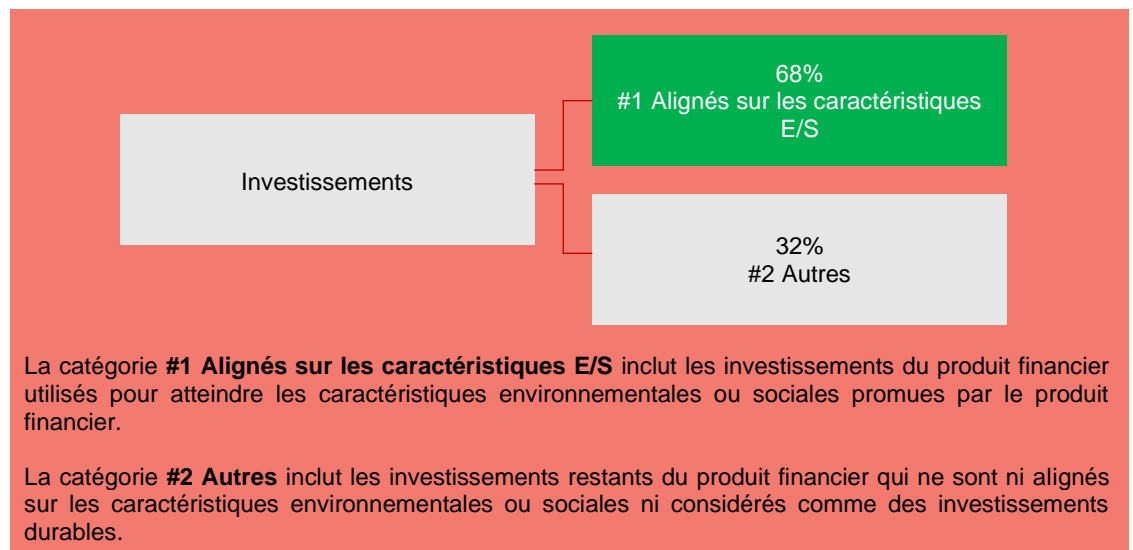 68%
#1 Alignés sur les caractéristiques
E/S
Investissements
32%
#2 Autres
La catégorie #1 Alignés sur les caractéristiques E/S inclut les investissements du produit financier
utilisés pour atteindre les caractéristiques environnementales ou sociales promues par le produit
financier.
La catégorie #2 Autres inclut les investissements restants du produit financier qui ne sont ni alignés
sur les caractéristiques environnementales ou sociales ni considérés comme des investissements
durables.